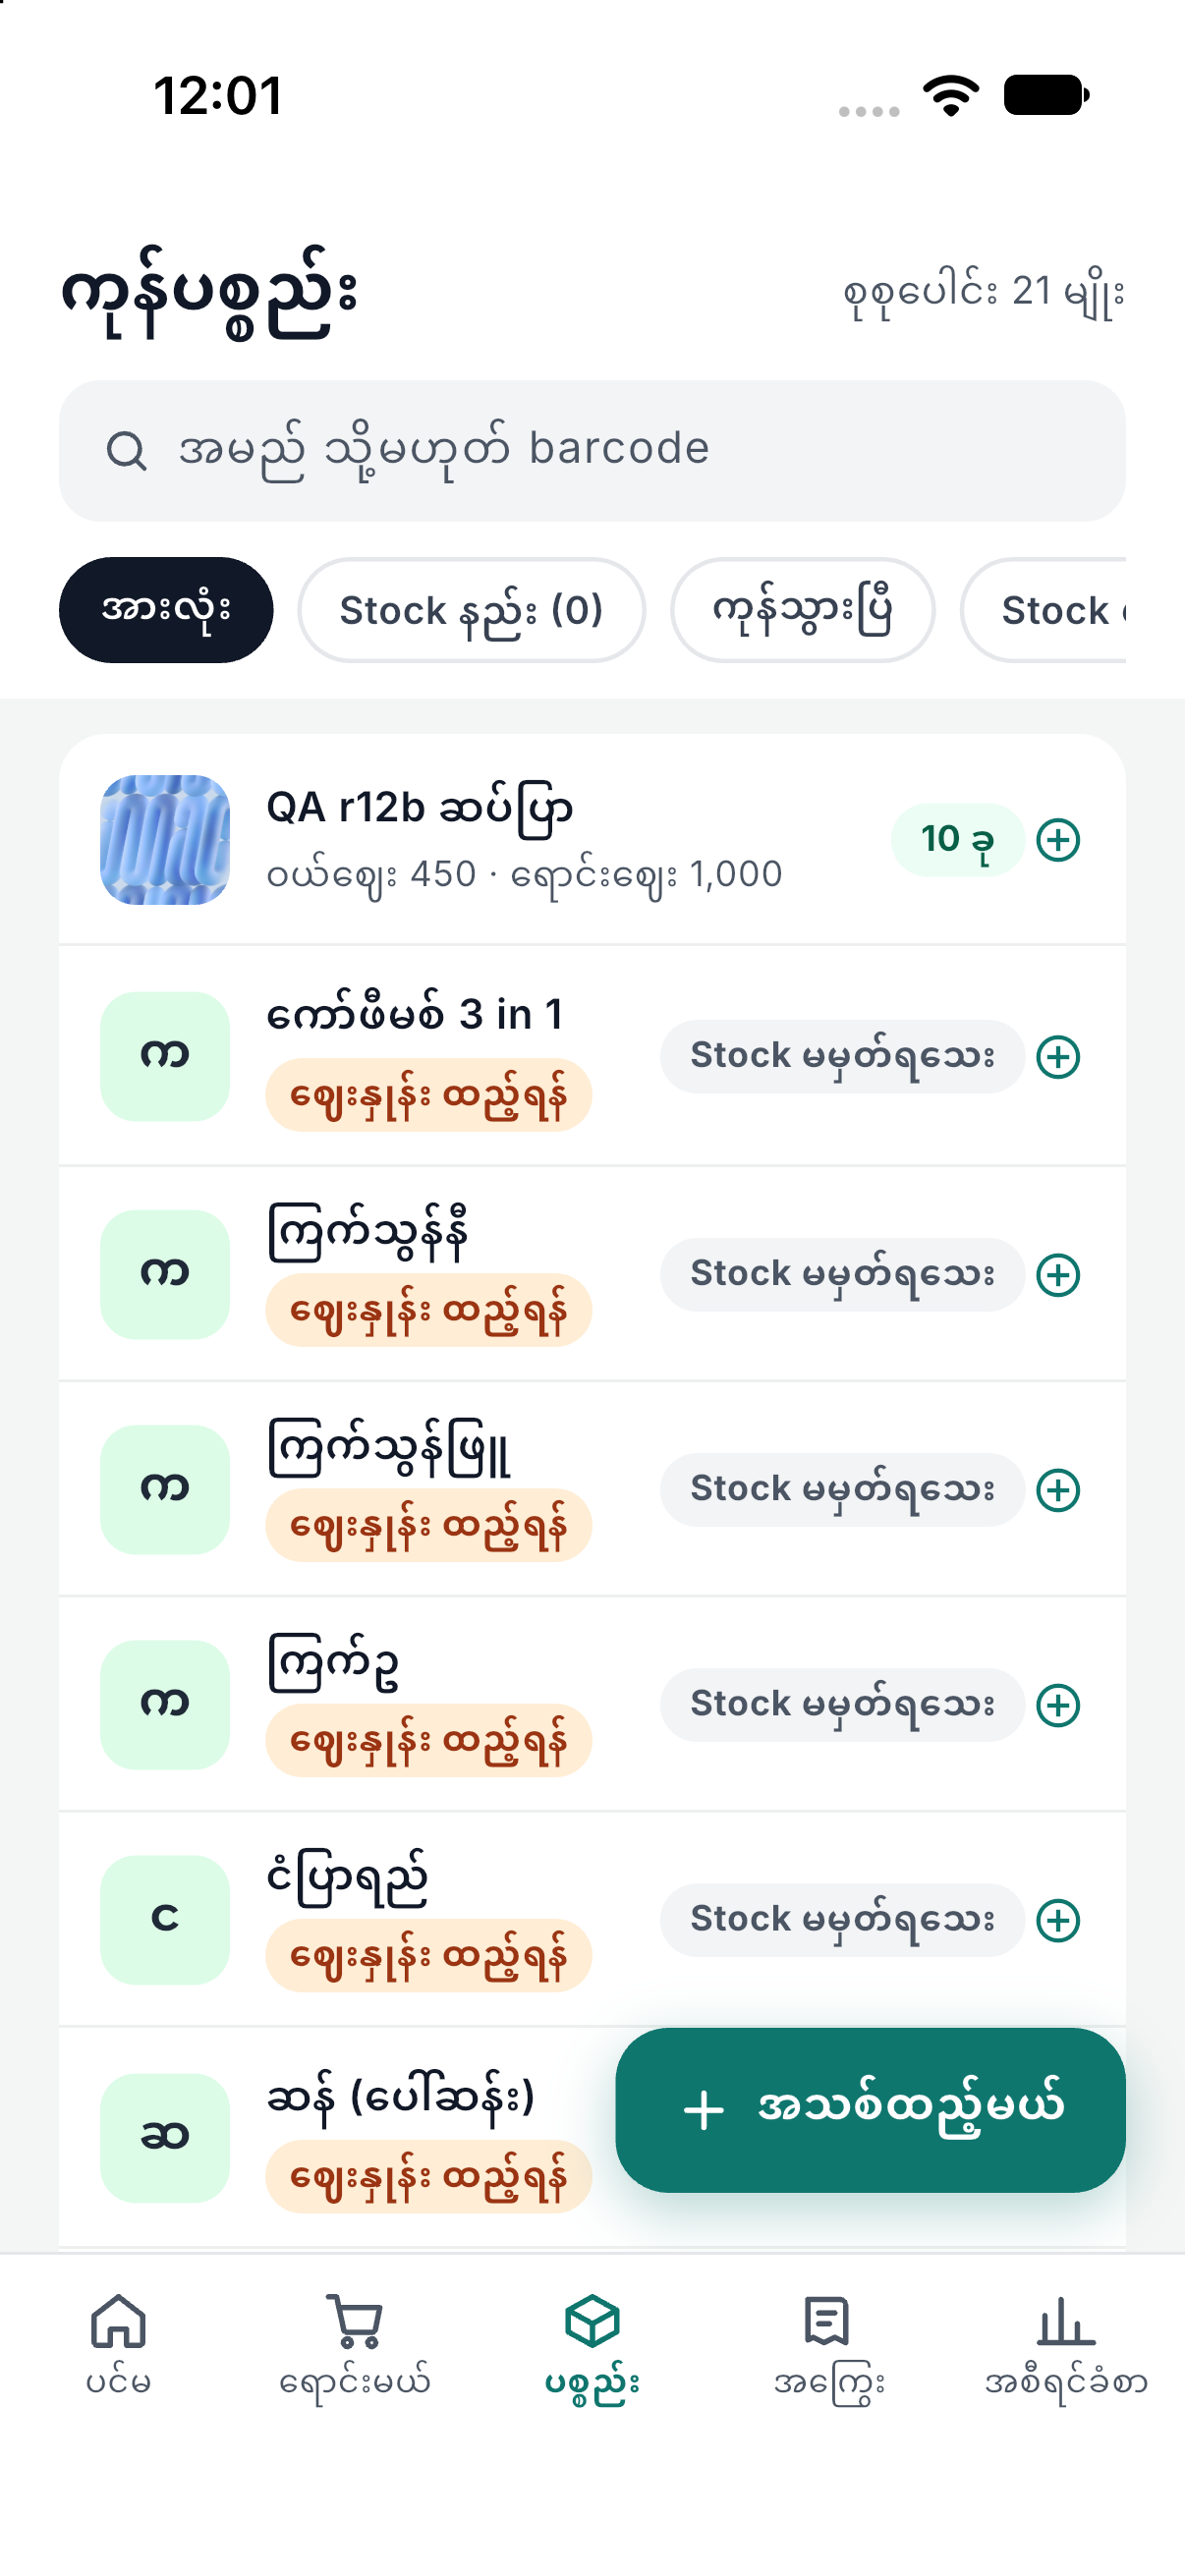 12:01
ကုန်ပစ္စည်း
စုစုပေါင်း 21 မျိုး
အမည် သို့မဟုတ် barcode
အားလုံး
Stock နည်း (0)
ကုန်သွားပြီ
Stock
QA r12b ဆပ်ပြာ
ဝယ်ဈေး 450 · ရောင်းဈေး 1,000
10 ခု
က
ကော်ဖီမစ် 3 in 1
ဈေးနှုန်း ထည့်ရန်
Stock မမှတ်ရသေး
က
ကြက်သွန်နီ
ဈေးနှုန်း ထည့်ရန်
Stock မမှတ်ရသေး
က
ကြက်သွန်ဖြူ
ဈေးနှုန်း ထည့်ရန်
Stock မမှတ်ရသေး
က
ကြက်ဥ
ဈေးနှုန်း ထည့်ရန်
Stock မမှတ်ရသေး
င
ငံပြာရည်
ဈေးနှုန်း ထည့်ရန်
Stock မမှတ်ရသေး
ဆ
ဆန် (ပေါ်ဆန်း)
ဈေးနှုန်း ထည့်ရန်
အသစ်ထည့်မယ်
ပင်မ
ရောင်းမယ်
ပစ္စည်း
အကြွေး
အစီရင်ခံစာ